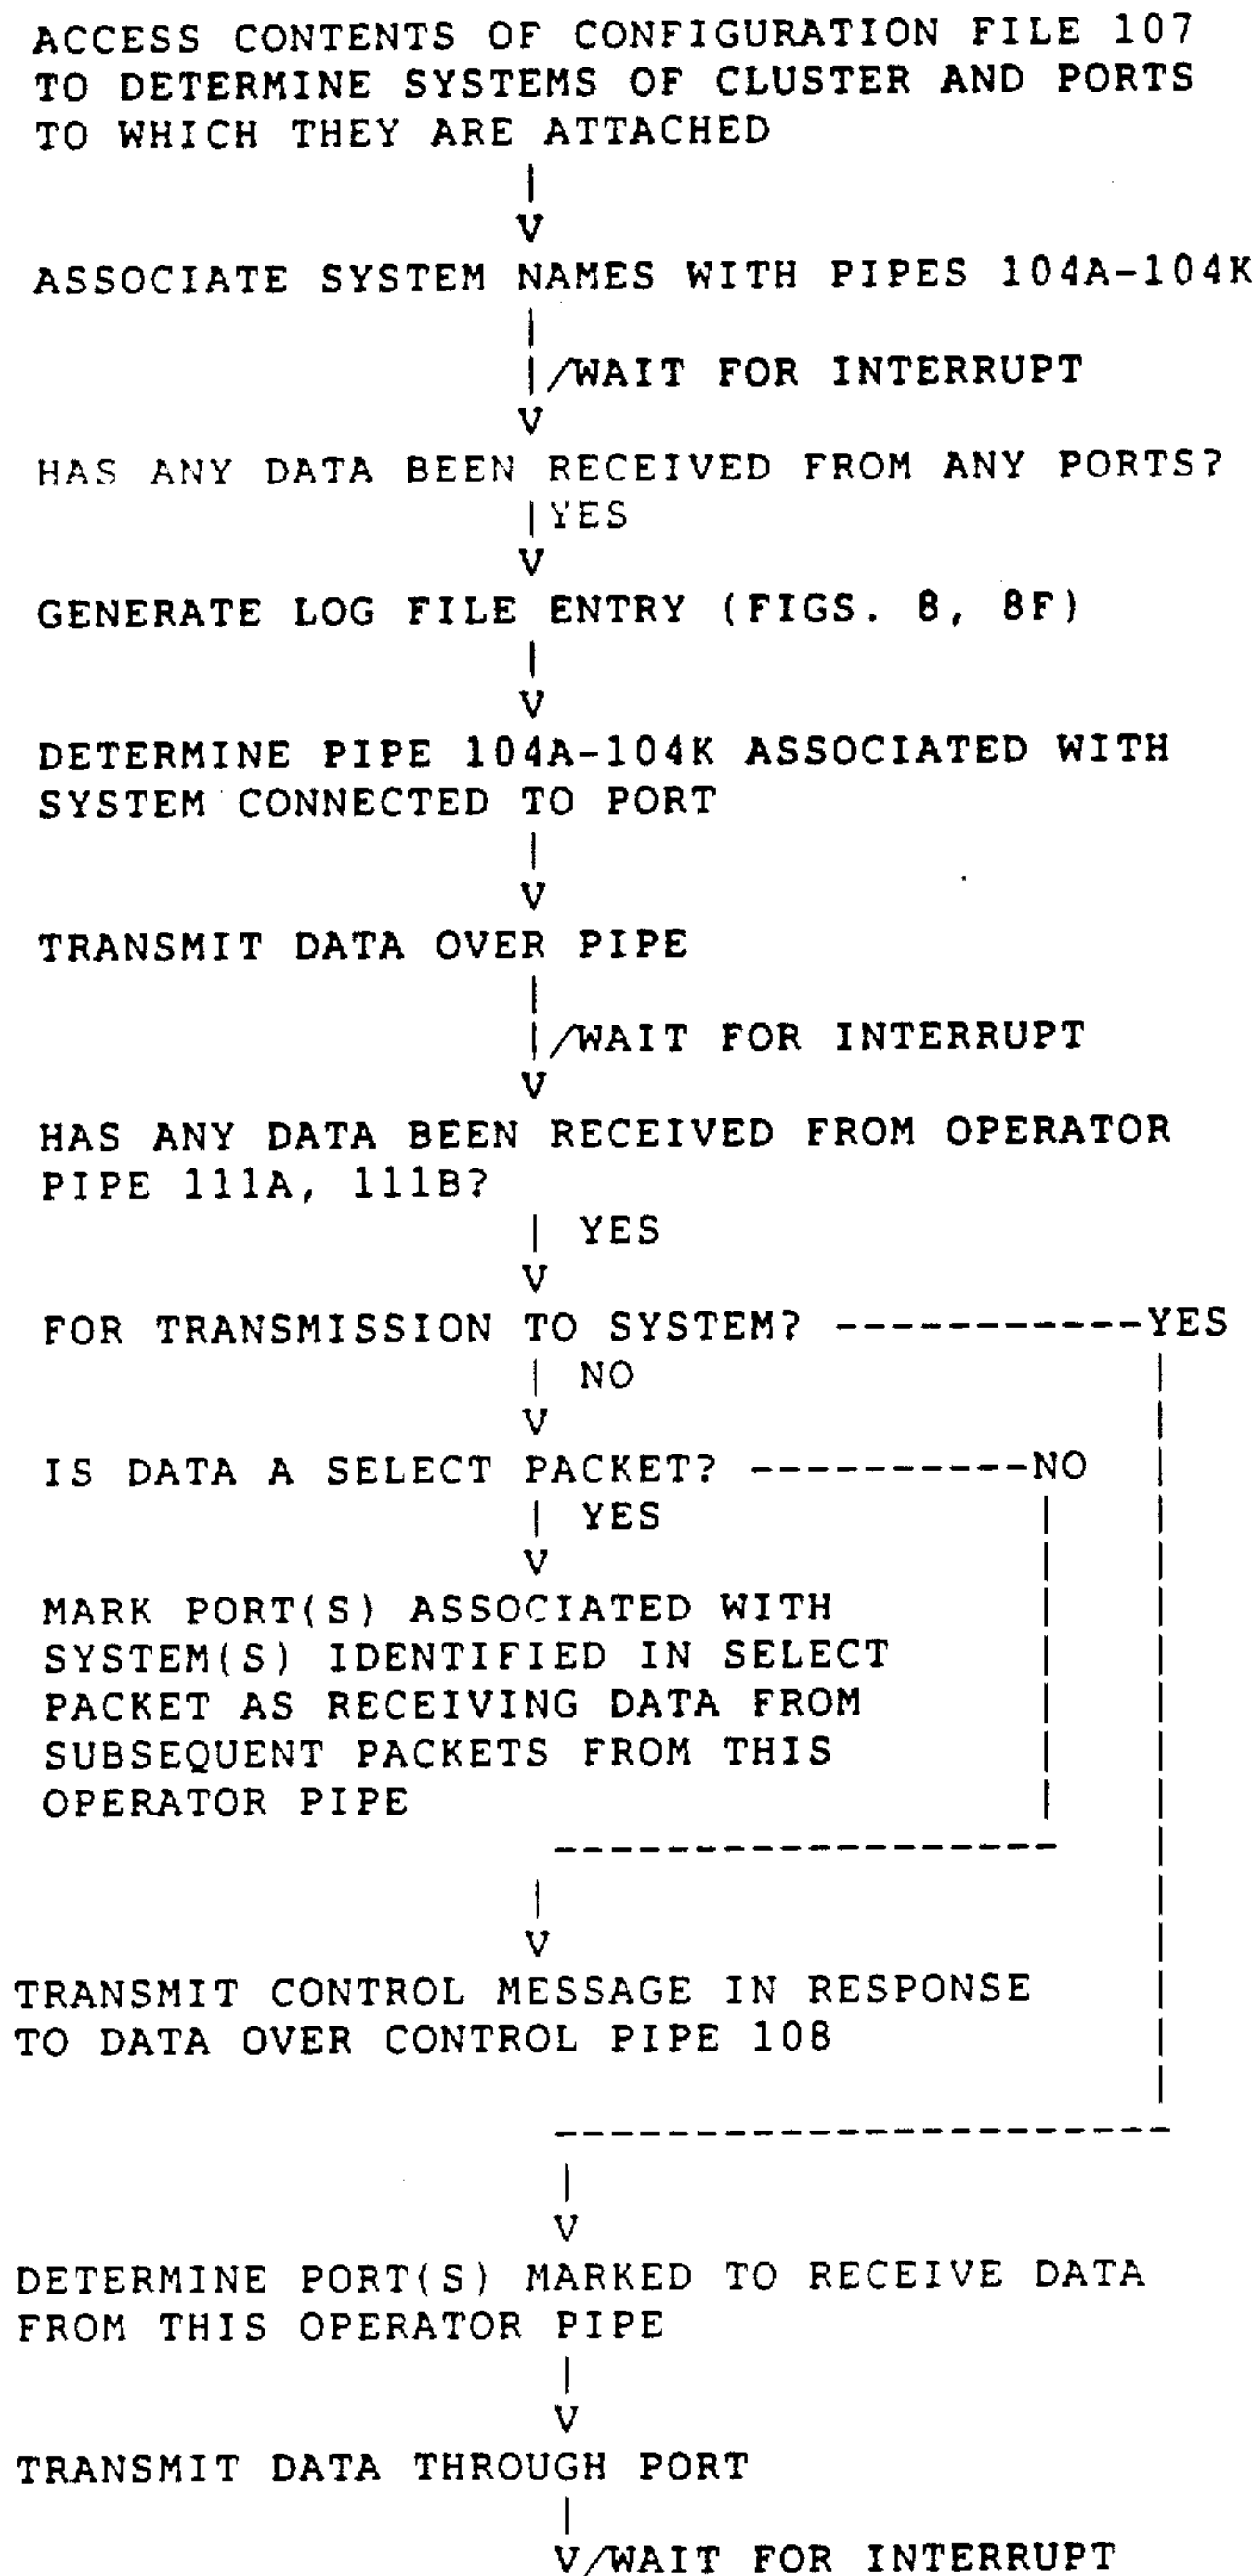 ACCESS CONTENTS OF CONFIGURATION FILE 107
TO DETERMINE SYSTEMS OF CLUSTER AND PORTS
TO WHICH THEY ARE ATTACHED
|
V
ASSOCIATE SYSTEM NAMES WITH PIPES 104A-104K
|
|/WAIT FOR INTERRUPT
V
HAS ANY DATA BEEN RECEIVED FROM ANY PORTS?
|YES
V
GENERATE LOG FILE ENTRY (FIGS. 8, 8F)
|
V
DETERMINE PIPE 104A-104K ASSOCIATED WITH
SYSTEM CONNECTED TO PORT
|
V
TRANSMIT DATA OVER PIPE
|
|/WAIT FOR INTERRUPT
V
HAS ANY DATA BEEN RECEIVED FROM OPERATOR
PIPE 111A, 111B?
| YES
V
FOR TRANSMISSION TO SYSTEM? -----------YES
| NO |
V |
IS DATA A SELECT PACKET? ----------NO |
| YES | |
V | |
MARK PORT(S) ASSOCIATED WITH | |
SYSTEM(S) IDENTIFIED IN SELECT | |
PACKET AS RECEIVING DATA FROM | |
SUBSEQUENT PACKETS FROM THIS | |
OPERATOR PIPE | |
------------------ |
| |
V |
TRANSMIT CONTROL MESSAGE IN RESPONSE |
TO DATA OVER CONTROL PIPE 108 |
|
----------------------
|
V
DETERMINE PORT(S) MARKED TO RECEIVE DATA
FROM THIS OPERATOR PIPE
|
V
TRANSMIT DATA THROUGH PORT
|
V/WAIT FOR INTERRUPT